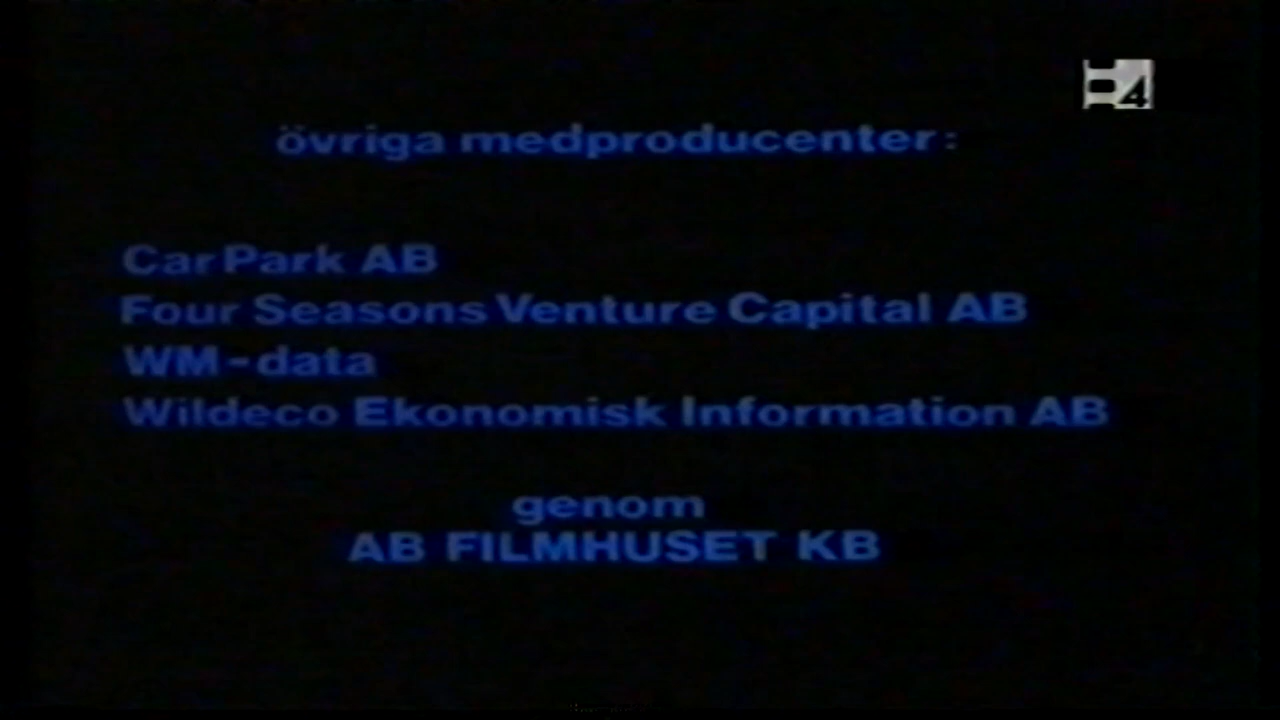 4
övriga medproducenter:
CarPark AB
Four Seasons Venture Capital AB
WM-data
Wildeco Ekonomisk Information AB
genom
AB FILMHUSET KB